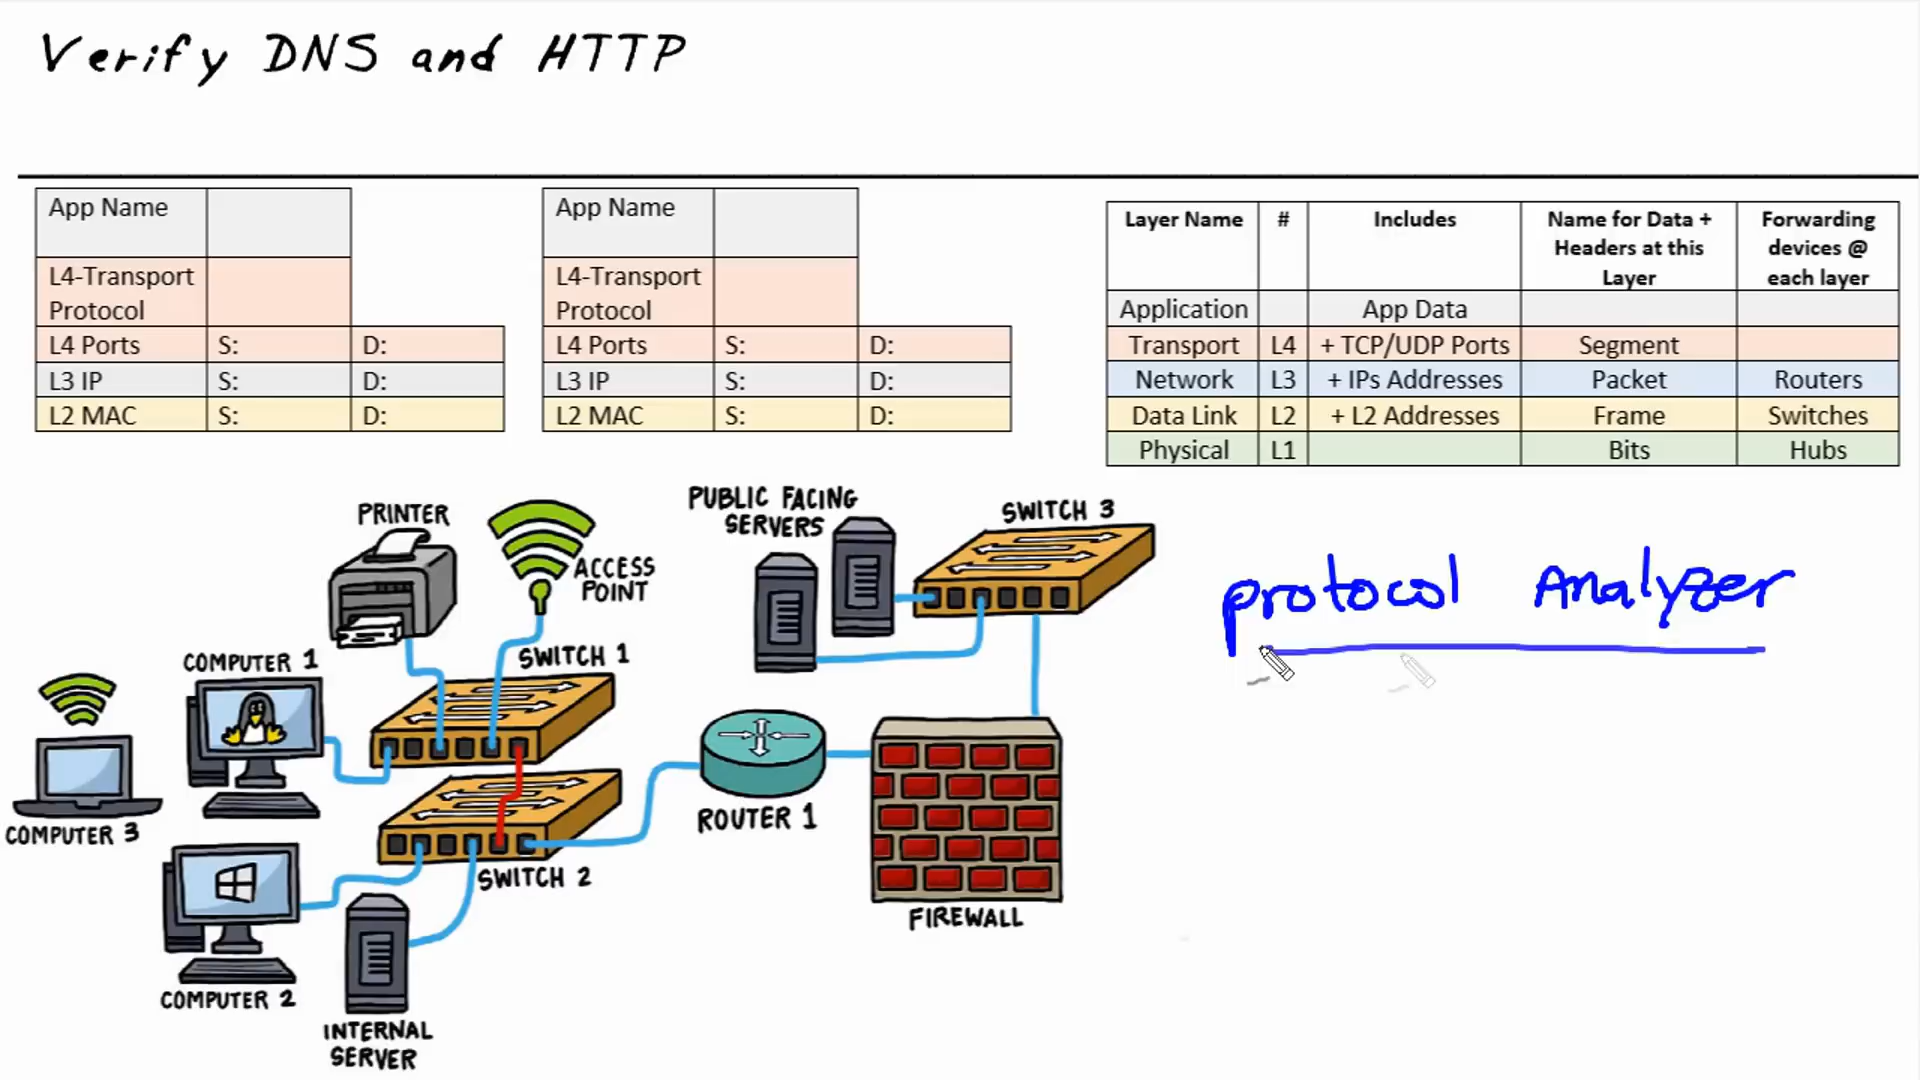 Verify DNS and HTTP
App Name
L4-Transport
Protocol
L4 Ports S: D:
L3 IP S: D:
L2 MAC S: D:
App Name
L4-Transport
Protocol
L4 Ports S: D:
L3 IP S: D:
L2 MAC S: D:
Layer Name # Includes Name for Data + Forwarding
Headers at this devices @
Layer each layer
Application App Data
Transport L4 + TCP/UDP Ports Segment
Network L3 + IPs Addresses Packet Routers
Data Link L2 + L2 Addresses Frame Switches
Physical L1 Bits Hubs
PRINTER
ACCESS
POINT
PUBLIC FACING
SERVERS
SWITCH 3
protocol Analyzer
COMPUTER 1
SWITCH 1
COMPUTER 3
ROUTER 1
SWITCH 2
FIREWALL
COMPUTER 2
INTERNAL
SERVER